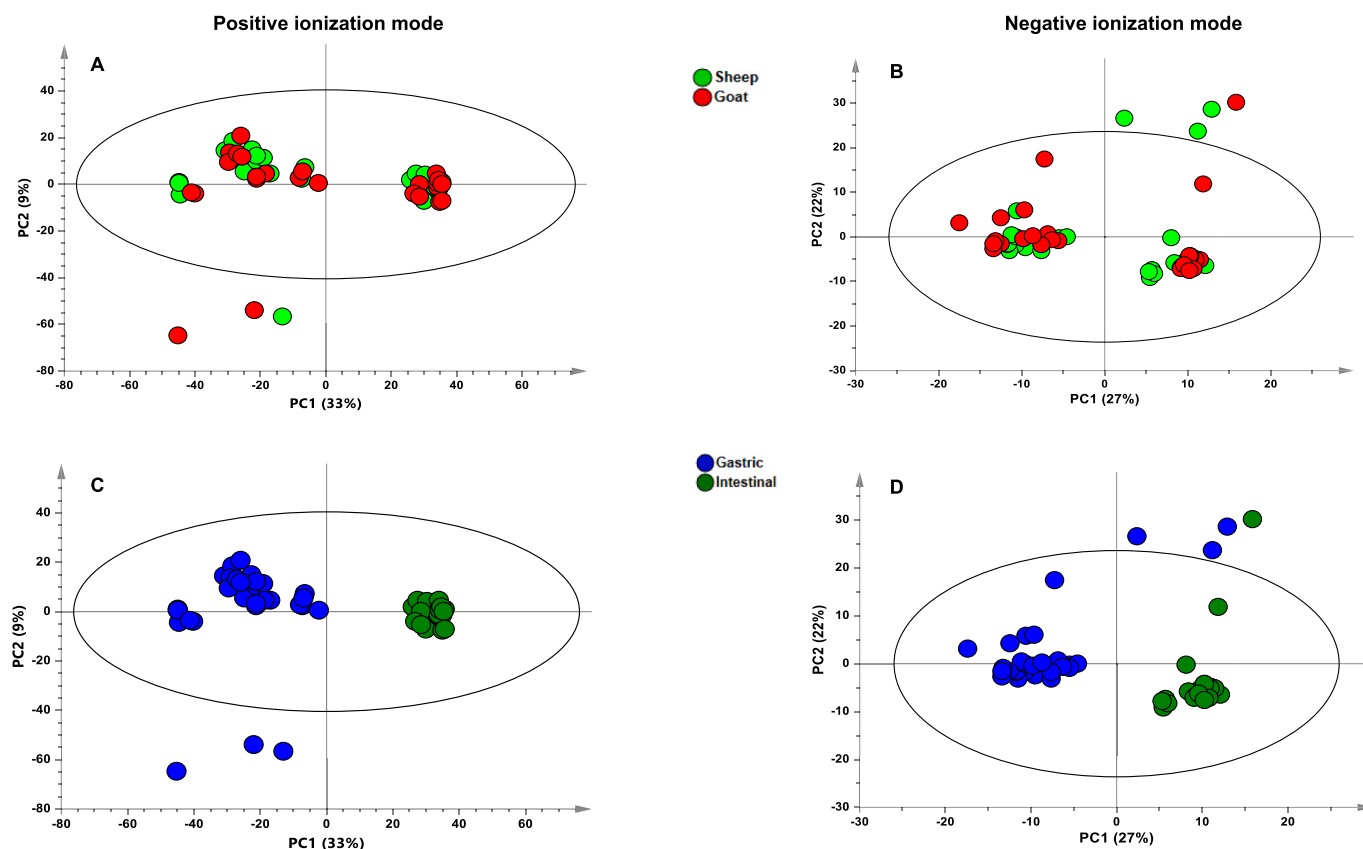 Positive ionization mode
Negative ionization mode
A
40
20
0
-20
-40
-60
-80
PC2 (9%)
-80 -60 -40 -20 0 20 40 60
PC1 (33%)
Sheep
Goat
B
30
20
10
0
-10
-20
-30
PC2 (22%)
-30 -20 -10 0 10 20
PC1 (27%)
C
40
20
0
-20
-40
-60
-80
PC2 (9%)
-80 -60 -40 -20 0 20 40 60
PC1 (33%)
Gastric
Intestinal
D
30
20
10
0
-10
-20
-30
PC2 (22%)
-30 -20 -10 0 10 20
PC1 (27%)